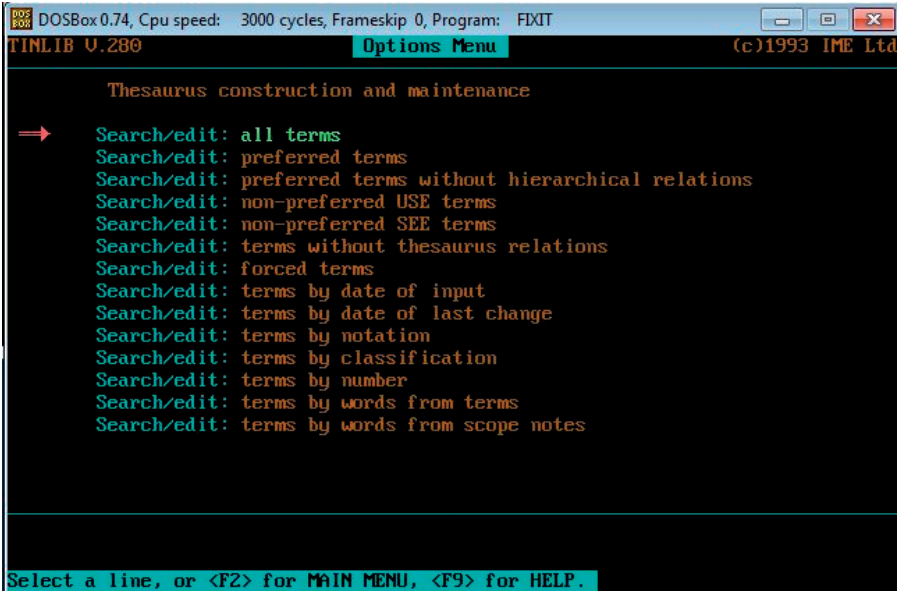 DOSBox 0.74, Cpu speed: 3000 cycles, Frameskip 0, Program: FIXIT
TINLIB V.280 Options Menu (c)1993 IME Ltd
Thesaurus construction and maintenance
Search/edit: all terms
Search/edit: preferred terms
Search/edit: preferred terms without hierarchical relations
Search/edit: non-preferred USE terms
Search/edit: non-preferred SEE terms
Search/edit: terms without thesaurus relations
Search/edit: forced terms
Search/edit: terms by date of input
Search/edit: terms by date of last change
Search/edit: terms by notation
Search/edit: terms by classification
Search/edit: terms by number
Search/edit: terms by words from terms
Search/edit: terms by words from scope notes
Select a line, or <F2> for MAIN MENU, <F9> for HELP.